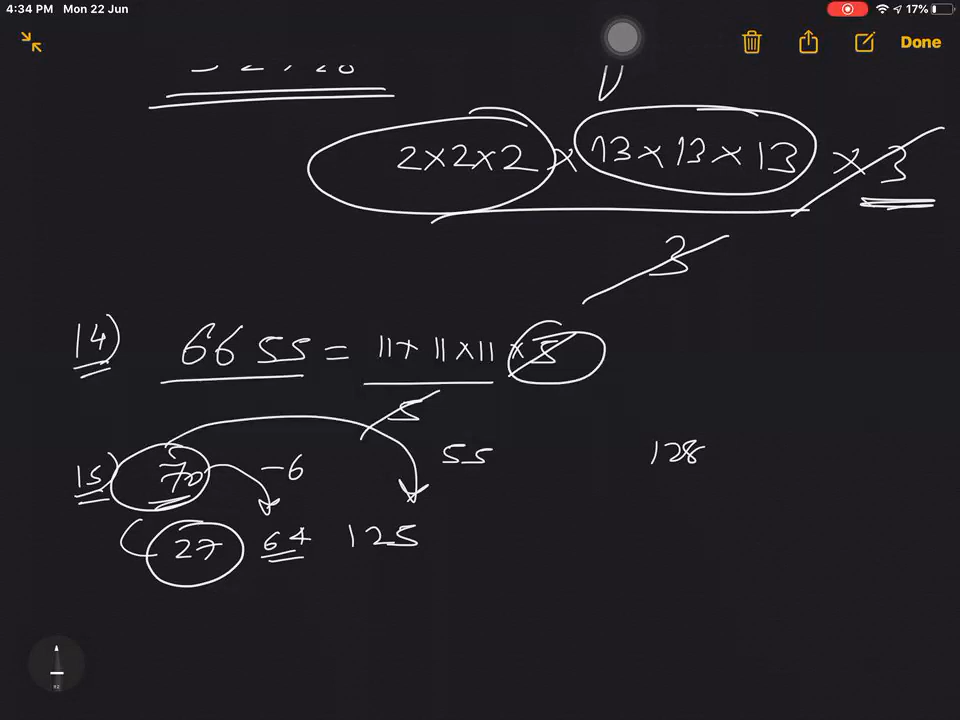 4:34 PM Mon 22 Jun 17%
Done
2×2×2 × 13×13×13 × 3
3
14) 6655 = 11× 11×11 ×5
5
15) 70 -6 55 128
27 64 125